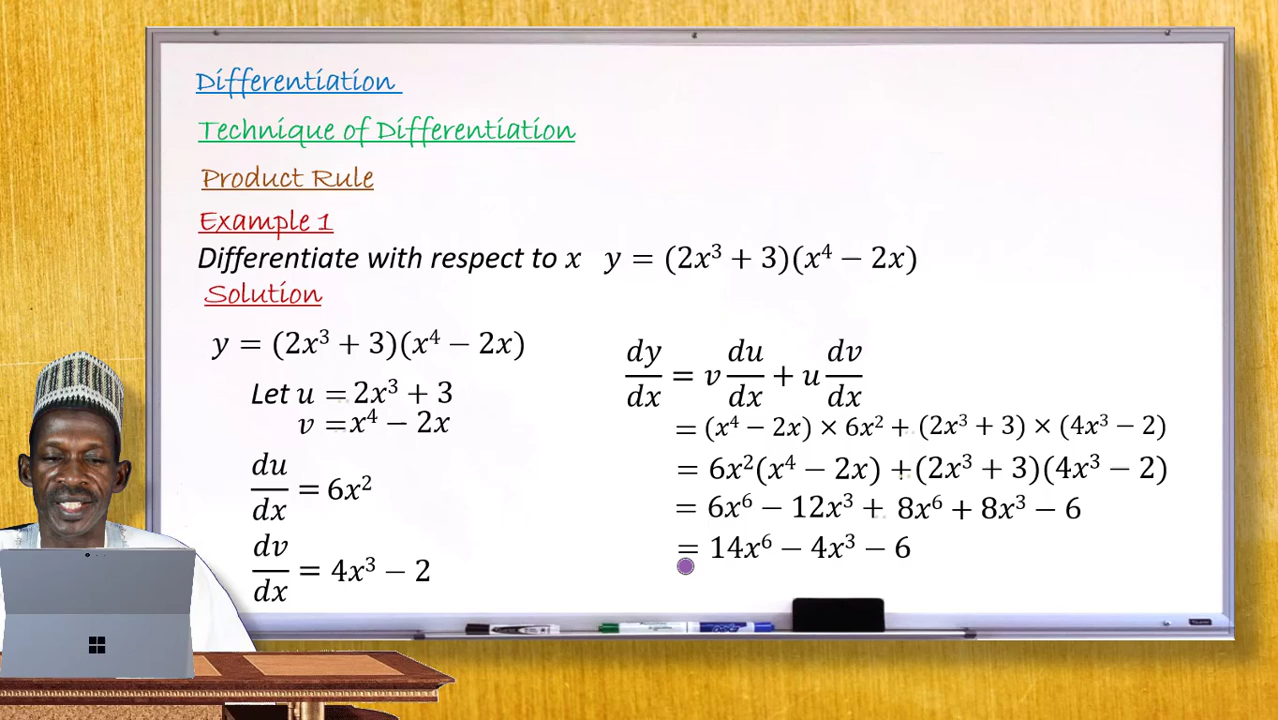 Differentiation
Technique of Differentiation
Product Rule
Example 1
Differentiate with respect to x y = (2x³ + 3)(x⁴ − 2x)
Solution
y = (2x³ + 3)(x⁴ − 2x)
Let u = 2x³ + 3
v = x⁴ − 2x
du/dx = 6x²
dv/dx = 4x³ − 2
dy/dx = v du/dx + u dv/dx
= (x⁴ − 2x) × 6x² + (2x³ + 3) × (4x³ − 2)
= 6x²(x⁴ − 2x) + (2x³ + 3)(4x³ − 2)
= 6x⁶ − 12x³ + 8x⁶ + 8x³ − 6
= 14x⁶ − 4x³ − 6